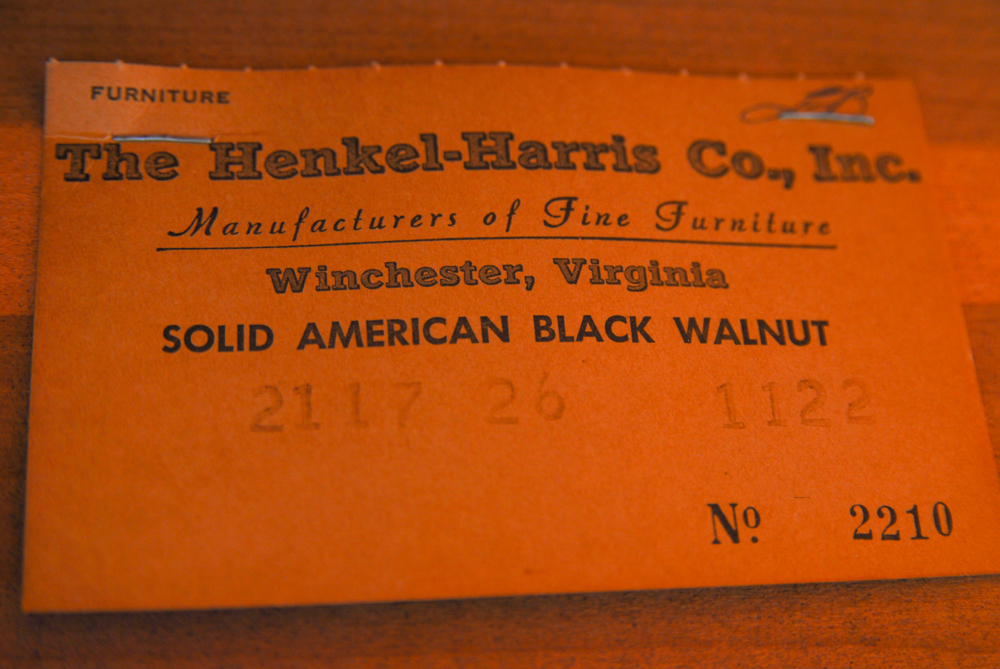 FURNITURE
The Henkel-Harris Co., Inc.
Manufacturers of Fine Furniture
Winchester, Virginia
SOLID AMERICAN BLACK WALNUT
2117 26 1122
Nº 2210